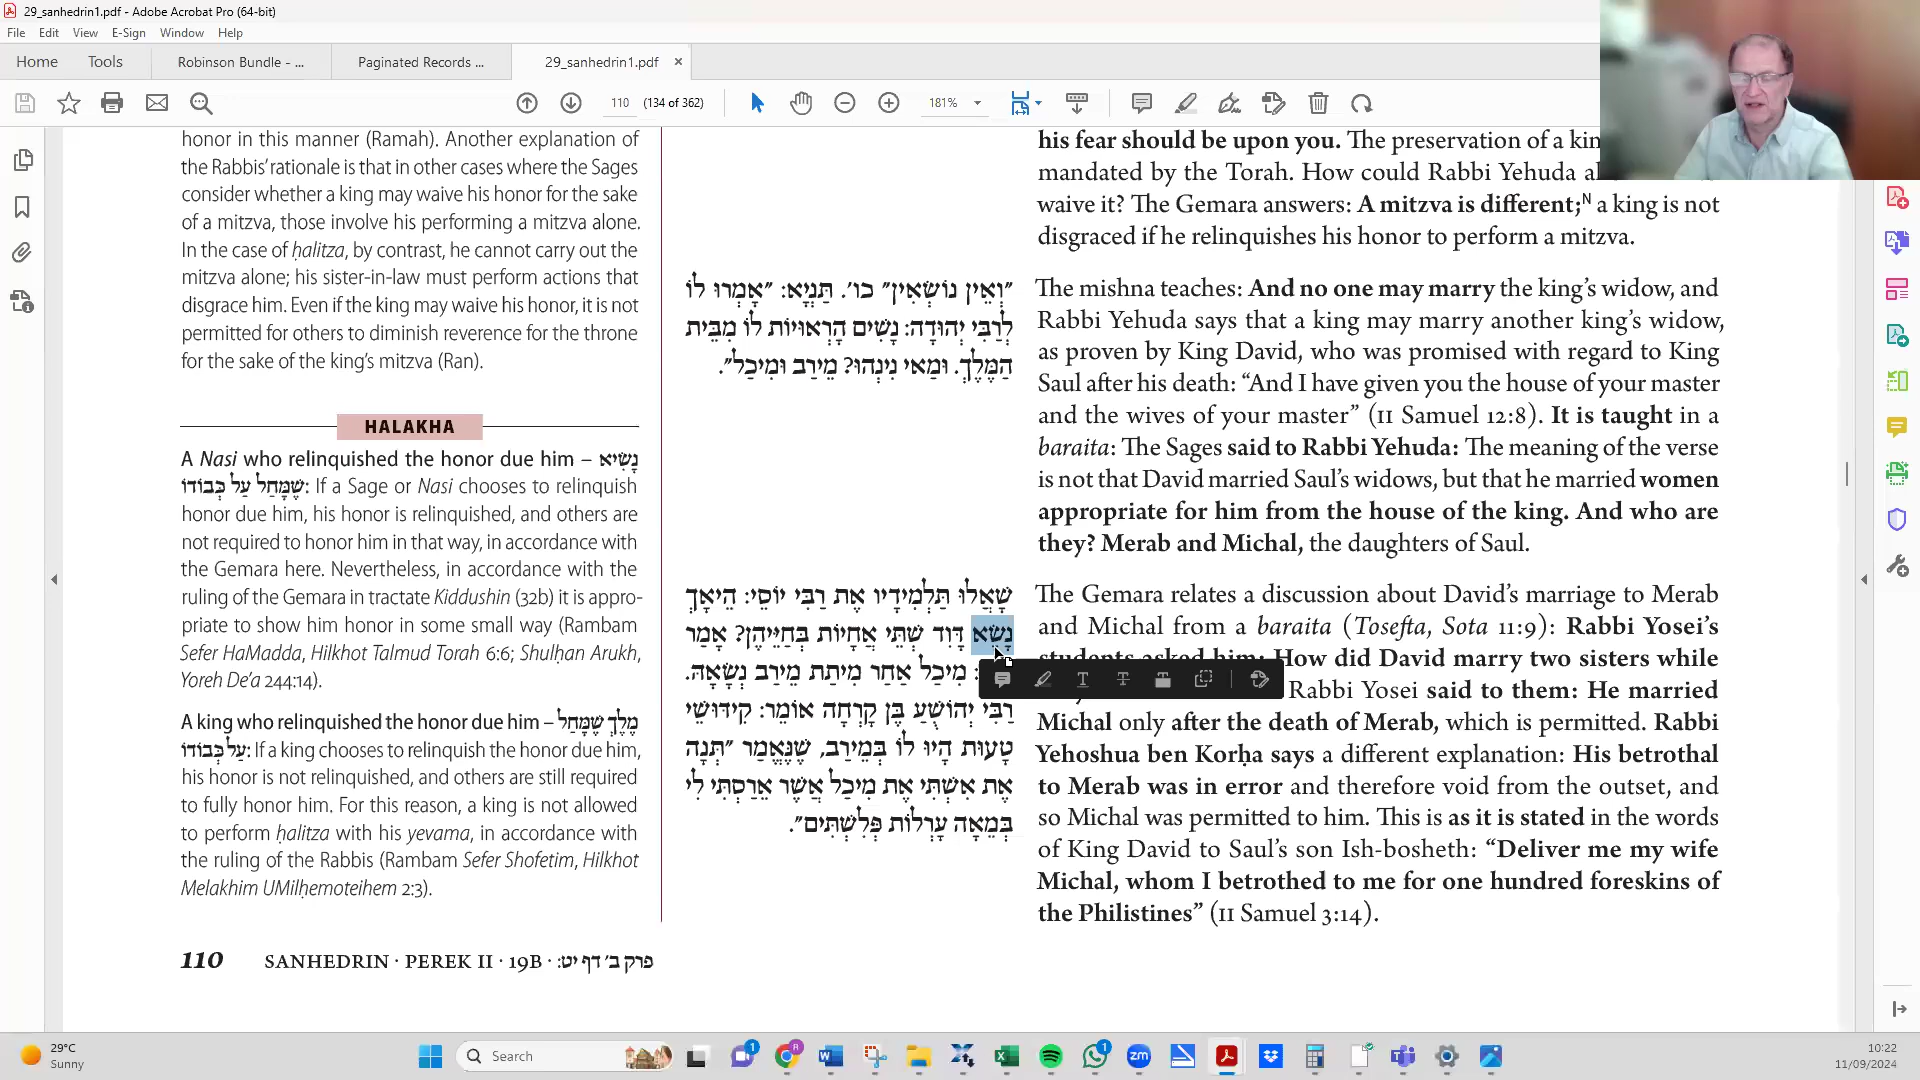 29_sanhedrin1.pdf - Adobe Acrobat Pro (64-bit)
File Edit View E-Sign Window Help
Home Tools Robinson Bundle - ... Paginated Records ... 29_sanhedrin1.pdf ×
110 (134 of 362) 181%
honor in this manner (Ramah). Another explanation of
the Rabbis' rationale is that in other cases where the Sages
consider whether a king may waive his honor for the sake
of a mitzva, those involve his performing a mitzva alone.
In the case of ḥalitza, by contrast, he cannot carry out the
mitzva alone; his sister-in-law must perform actions that
disgrace him. Even if the king may waive his honor, it is not
permitted for others to diminish reverence for the throne
for the sake of the king's mitzva (Ran).
HALAKHA
A Nasi who relinquished the honor due him – נָשִׂיא
שֶׁמָּחַל עַל כְּבוֹדוֹ: If a Sage or Nasi chooses to relinquish
honor due him, his honor is relinquished, and others are
not required to honor him in that way, in accordance with
the Gemara here. Nevertheless, in accordance with the
ruling of the Gemara in tractate Kiddushin (32b) it is appro-
priate to show him honor in some small way (Rambam
Sefer HaMadda, Hilkhot Talmud Torah 6:6; Shulḥan Arukh,
Yoreh De'a 244:14).
A king who relinquished the honor due him – מֶלֶךְ שֶׁמָּחַל
עַל כְּבוֹדוֹ: If a king chooses to relinquish the honor due him,
his honor is not relinquished, and others are still required
to fully honor him. For this reason, a king is not allowed
to perform ḥalitza with his yevama, in accordance with
the ruling of the Rabbis (Rambam Sefer Shofetim, Hilkhot
Melakhim UMilḥemoteihem 2:3).
״וְאֵין נוֹשְׂאִין״ כו׳. תַּנְיָא: ״אָמְרוּ לוֹ
לְרַבִּי יְהוּדָה: נָשִׁים הָרְאוּיוֹת לוֹ מִבֵּית
הַמֶּלֶךְ. וּמַאי נִינְהוּ? מֵירַב וּמִיכַל״.
שָׁאֲלוּ תַּלְמִידָיו אֶת רַבִּי יוֹסֵי: הֵיאָךְ
נָשָׂא דָּוִד שְׁתֵּי אֲחָיוֹת בְּחַיֵּיהֶן? אָמַר
: מִיכַל אַחַר מִיתַת מֵירַב נְשָׂאָהּ.
רַבִּי יְהוֹשֻׁעַ בֶּן קָרְחָה אוֹמֵר: קִידּוּשֵׁי
טָעוּת הָיוּ לוֹ בְּמֵירַב, שֶׁנֶּאֱמַר ״תְּנָה
אֶת אִשְׁתִּי אֶת מִיכַל אֲשֶׁר אֵרַסְתִּי לִי
בְּמֵאָה עָרְלוֹת פְּלִשְׁתִּים״.
his fear should be upon you. The preservation of a
mandated by the Torah. How could Rabbi Yehuda
waive it? The Gemara answers: A mitzva is different;ᴺ a king is not
disgraced if he relinquishes his honor to perform a mitzva.
The mishna teaches: And no one may marry the king's widow, and
Rabbi Yehuda says that a king may marry another king's widow,
as proven by King David, who was promised with regard to King
Saul after his death: “And I have given you the house of your master
and the wives of your master” (II Samuel 12:8). It is taught in a
baraita: The Sages said to Rabbi Yehuda: The meaning of the verse
is not that David married Saul's widows, but that he married women
appropriate for him from the house of the king. And who are
they? Merab and Michal, the daughters of Saul.
The Gemara relates a discussion about David's marriage to Merab
and Michal from a baraita (Tosefta, Sota 11:9): Rabbi Yosei's
students asked him: How did David marry two sisters while
Rabbi Yosei said to them: He married
Michal only after the death of Merab, which is permitted. Rabbi
Yehoshua ben Korḥa says a different explanation: His betrothal
to Merab was in error and therefore void from the outset, and
so Michal was permitted to him. This is as it is stated in the words
of King David to Saul's son Ish-bosheth: “Deliver me my wife
Michal, whom I betrothed to me for one hundred foreskins of
the Philistines” (II Samuel 3:14).
110 SANHEDRIN · PEREK II · 19B · פרק ב׳ דף יט:
29°C
Sunny
Search
10:22
11/09/2024